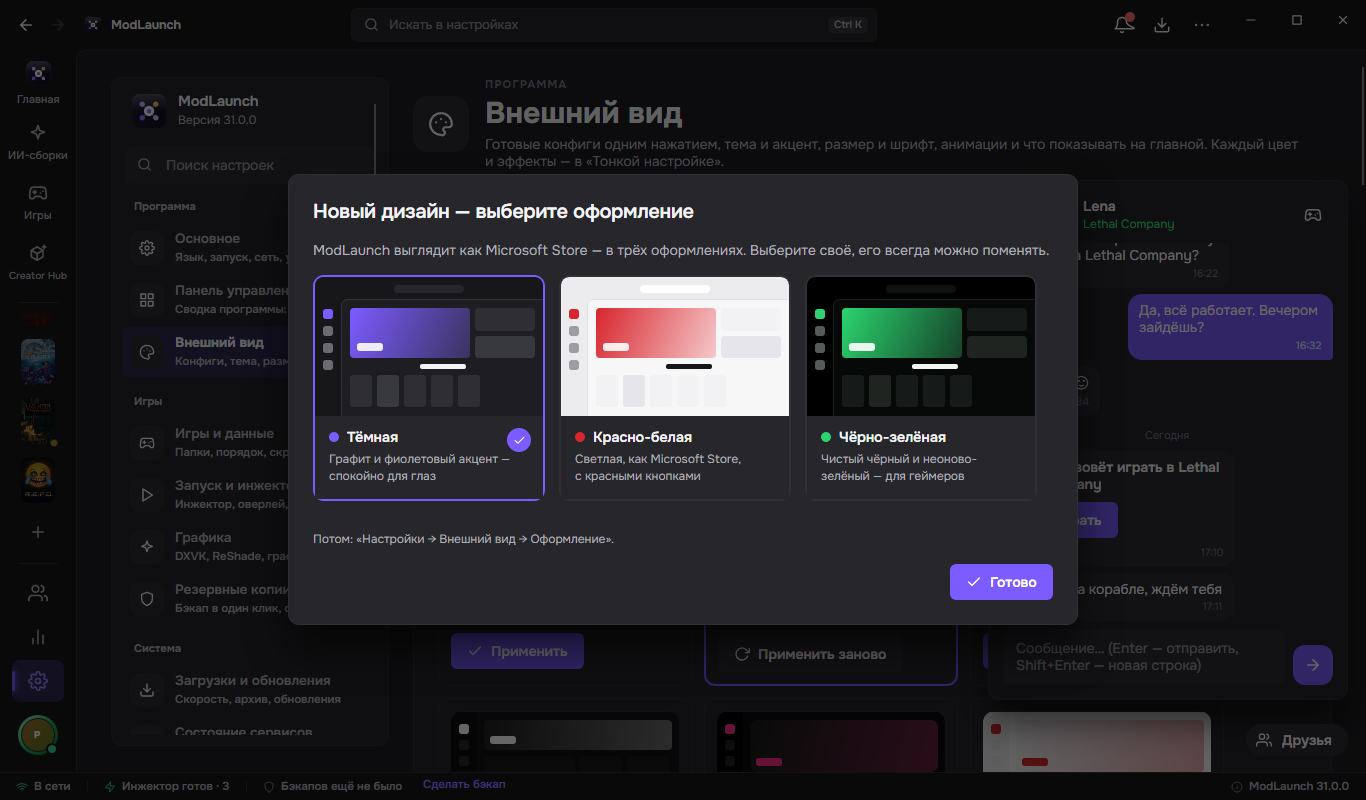 ModLaunch
Искать в настройках
Ctrl K
Главная
ИИ-сборки
Игры
Creator Hub
ModLaunch
Версия 31.0.0
Поиск настроек
Программа
Основное
Язык, запуск, сеть,
Панель
Сводка программы:
Внешний вид
Конфиги, тема,
Игры
Игры и данные
Папки, порядок,
Запуск и
Инжектор, оверлей,
Графика
DXVK, ReShade,
Резервные копии
Бэкап в один клик,
Система
Загрузки и обновления
Скорость, архив, обновления
Состояние сервисов
ПРОГРАММА
Внешний вид
Готовые конфиги одним нажатием, тема и акцент, размер и шрифт, анимации и что показывать на главной. Каждый цвет
и эффекты — в «Тонкой настройке».
Новый дизайн — выберите оформление
ModLaunch выглядит как Microsoft Store — в трёх оформлениях. Выберите своё, его всегда можно поменять.
Тёмная
Графит и фиолетовый акцент —
спокойно для глаз
Красно-белая
Светлая, как Microsoft Store,
с красными кнопками
Чёрно-зелёная
Чистый чёрный и неоново-
зелёный — для геймеров
Потом: «Настройки → Внешний вид → Оформление».
Готово
Применить
Применить заново
Lena
Lethal Company
Lethal Company?
16:22
Да, всё работает. Вечером
зайдёшь?
16:32
Сегодня
играть в Lethal
17:10
корабле, ждём тебя
17:11
Сообщение... (Enter — отправить,
Shift+Enter — новая строка)
Друзья
P
R.E.P.O.
В сети
Инжектор готов · 3
Бэкапов ещё не было
Сделать бэкап
ModLaunch 31.0.0